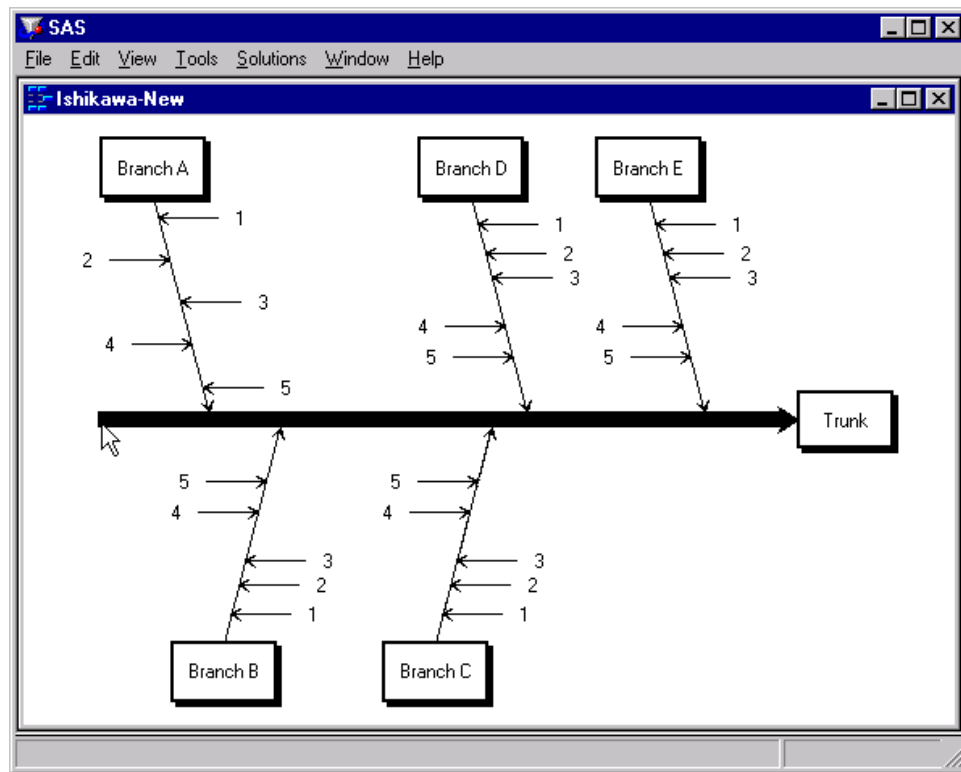 SAS
File Edit View Tools Solutions Window Help
Ishikawa-New
Branch A Branch D Branch E
1 1 1
2 2 2
2
3 3
3
4 4
4
5 5
5
Trunk
5 5
4 4
3 3
2 2
1 1
Branch B Branch C